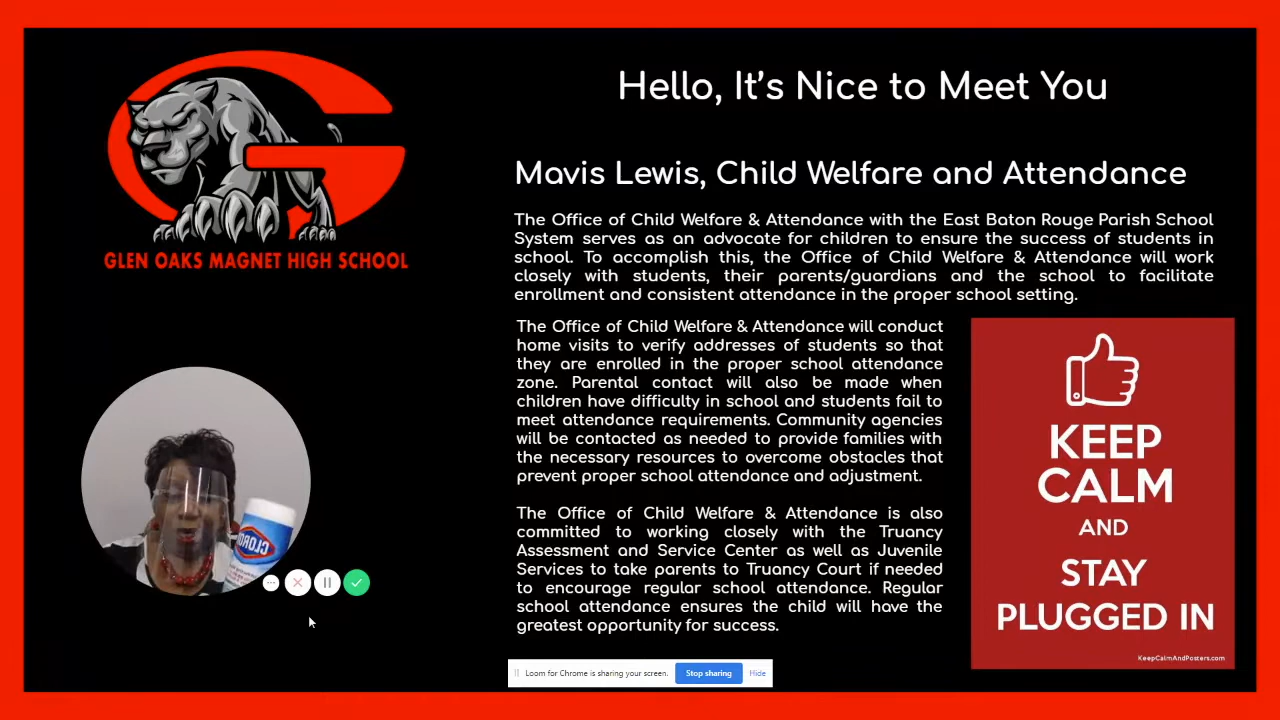 GLEN OAKS MAGNET HIGH SCHOOL
Hello, It's Nice to Meet You
Mavis Lewis, Child Welfare and Attendance
The Office of Child Welfare & Attendance with the East Baton Rouge Parish School
System serves as an advocate for children to ensure the success of students in
school. To accomplish this, the Office of Child Welfare & Attendance will work
closely with students, their parents/guardians and the school to facilitate
enrollment and consistent attendance in the proper school setting.
The Office of Child Welfare & Attendance will conduct
home visits to verify addresses of students so that
they are enrolled in the proper school attendance
zone. Parental contact will also be made when
children have difficulty in school and students fail to
meet attendance requirements. Community agencies
will be contacted as needed to provide families with
the necessary resources to overcome obstacles that
prevent proper school attendance and adjustment.
The Office of Child Welfare & Attendance is also
committed to working closely with the Truancy
Assessment and Service Center as well as Juvenile
Services to take parents to Truancy Court if needed
to encourage regular school attendance. Regular
school attendance ensures the child will have the
greatest opportunity for success.
KEEP
CALM
AND
STAY
PLUGGED IN
KeepCalmAndPosters.com
CLOROX
Loom for Chrome is sharing your screen.
Stop sharing
Hide